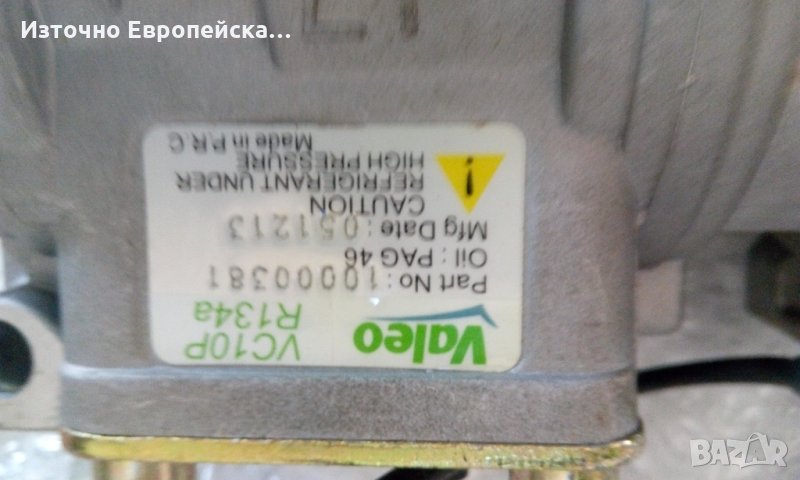 Източно Европейска...
Valeo
VC10P
R134a
Part No : 10000381
Oil : PAG 46
Mfg Date : 051213
CAUTION
REFRIGERANT UNDER
HIGH PRESSURE
Made in P.R.C
BAZAR